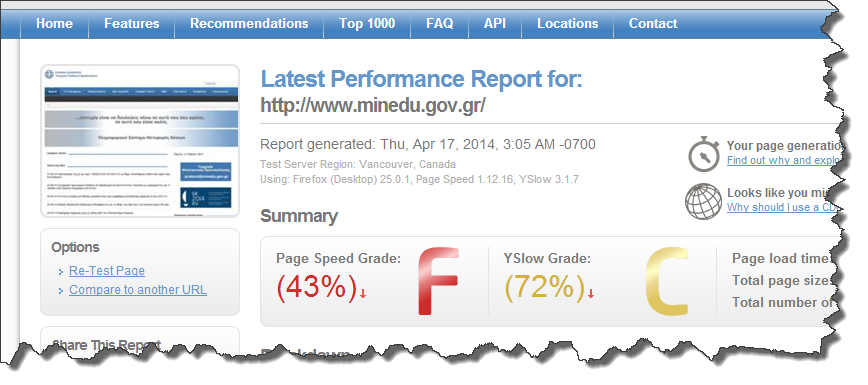 Home Features Recommendations Top 1000 FAQ API Locations Contact
Latest Performance Report for:
http://www.minedu.gov.gr/
Report generated: Thu, Apr 17, 2014, 3:05 AM -0700
Test Server Region: Vancouver, Canada
Using: Firefox (Desktop) 25.0.1, Page Speed 1.12.16, YSlow 3.1.7
Your page generatio
Find out why and explo
Looks like you mi
Why should I use a CD
Summary
Page Speed Grade:
(43%)↓ F
YSlow Grade:
(72%)↓ C
Page load time
Total page size
Total number of
Options
Re-Test Page
Compare to another URL
Share This Report
Breakdown